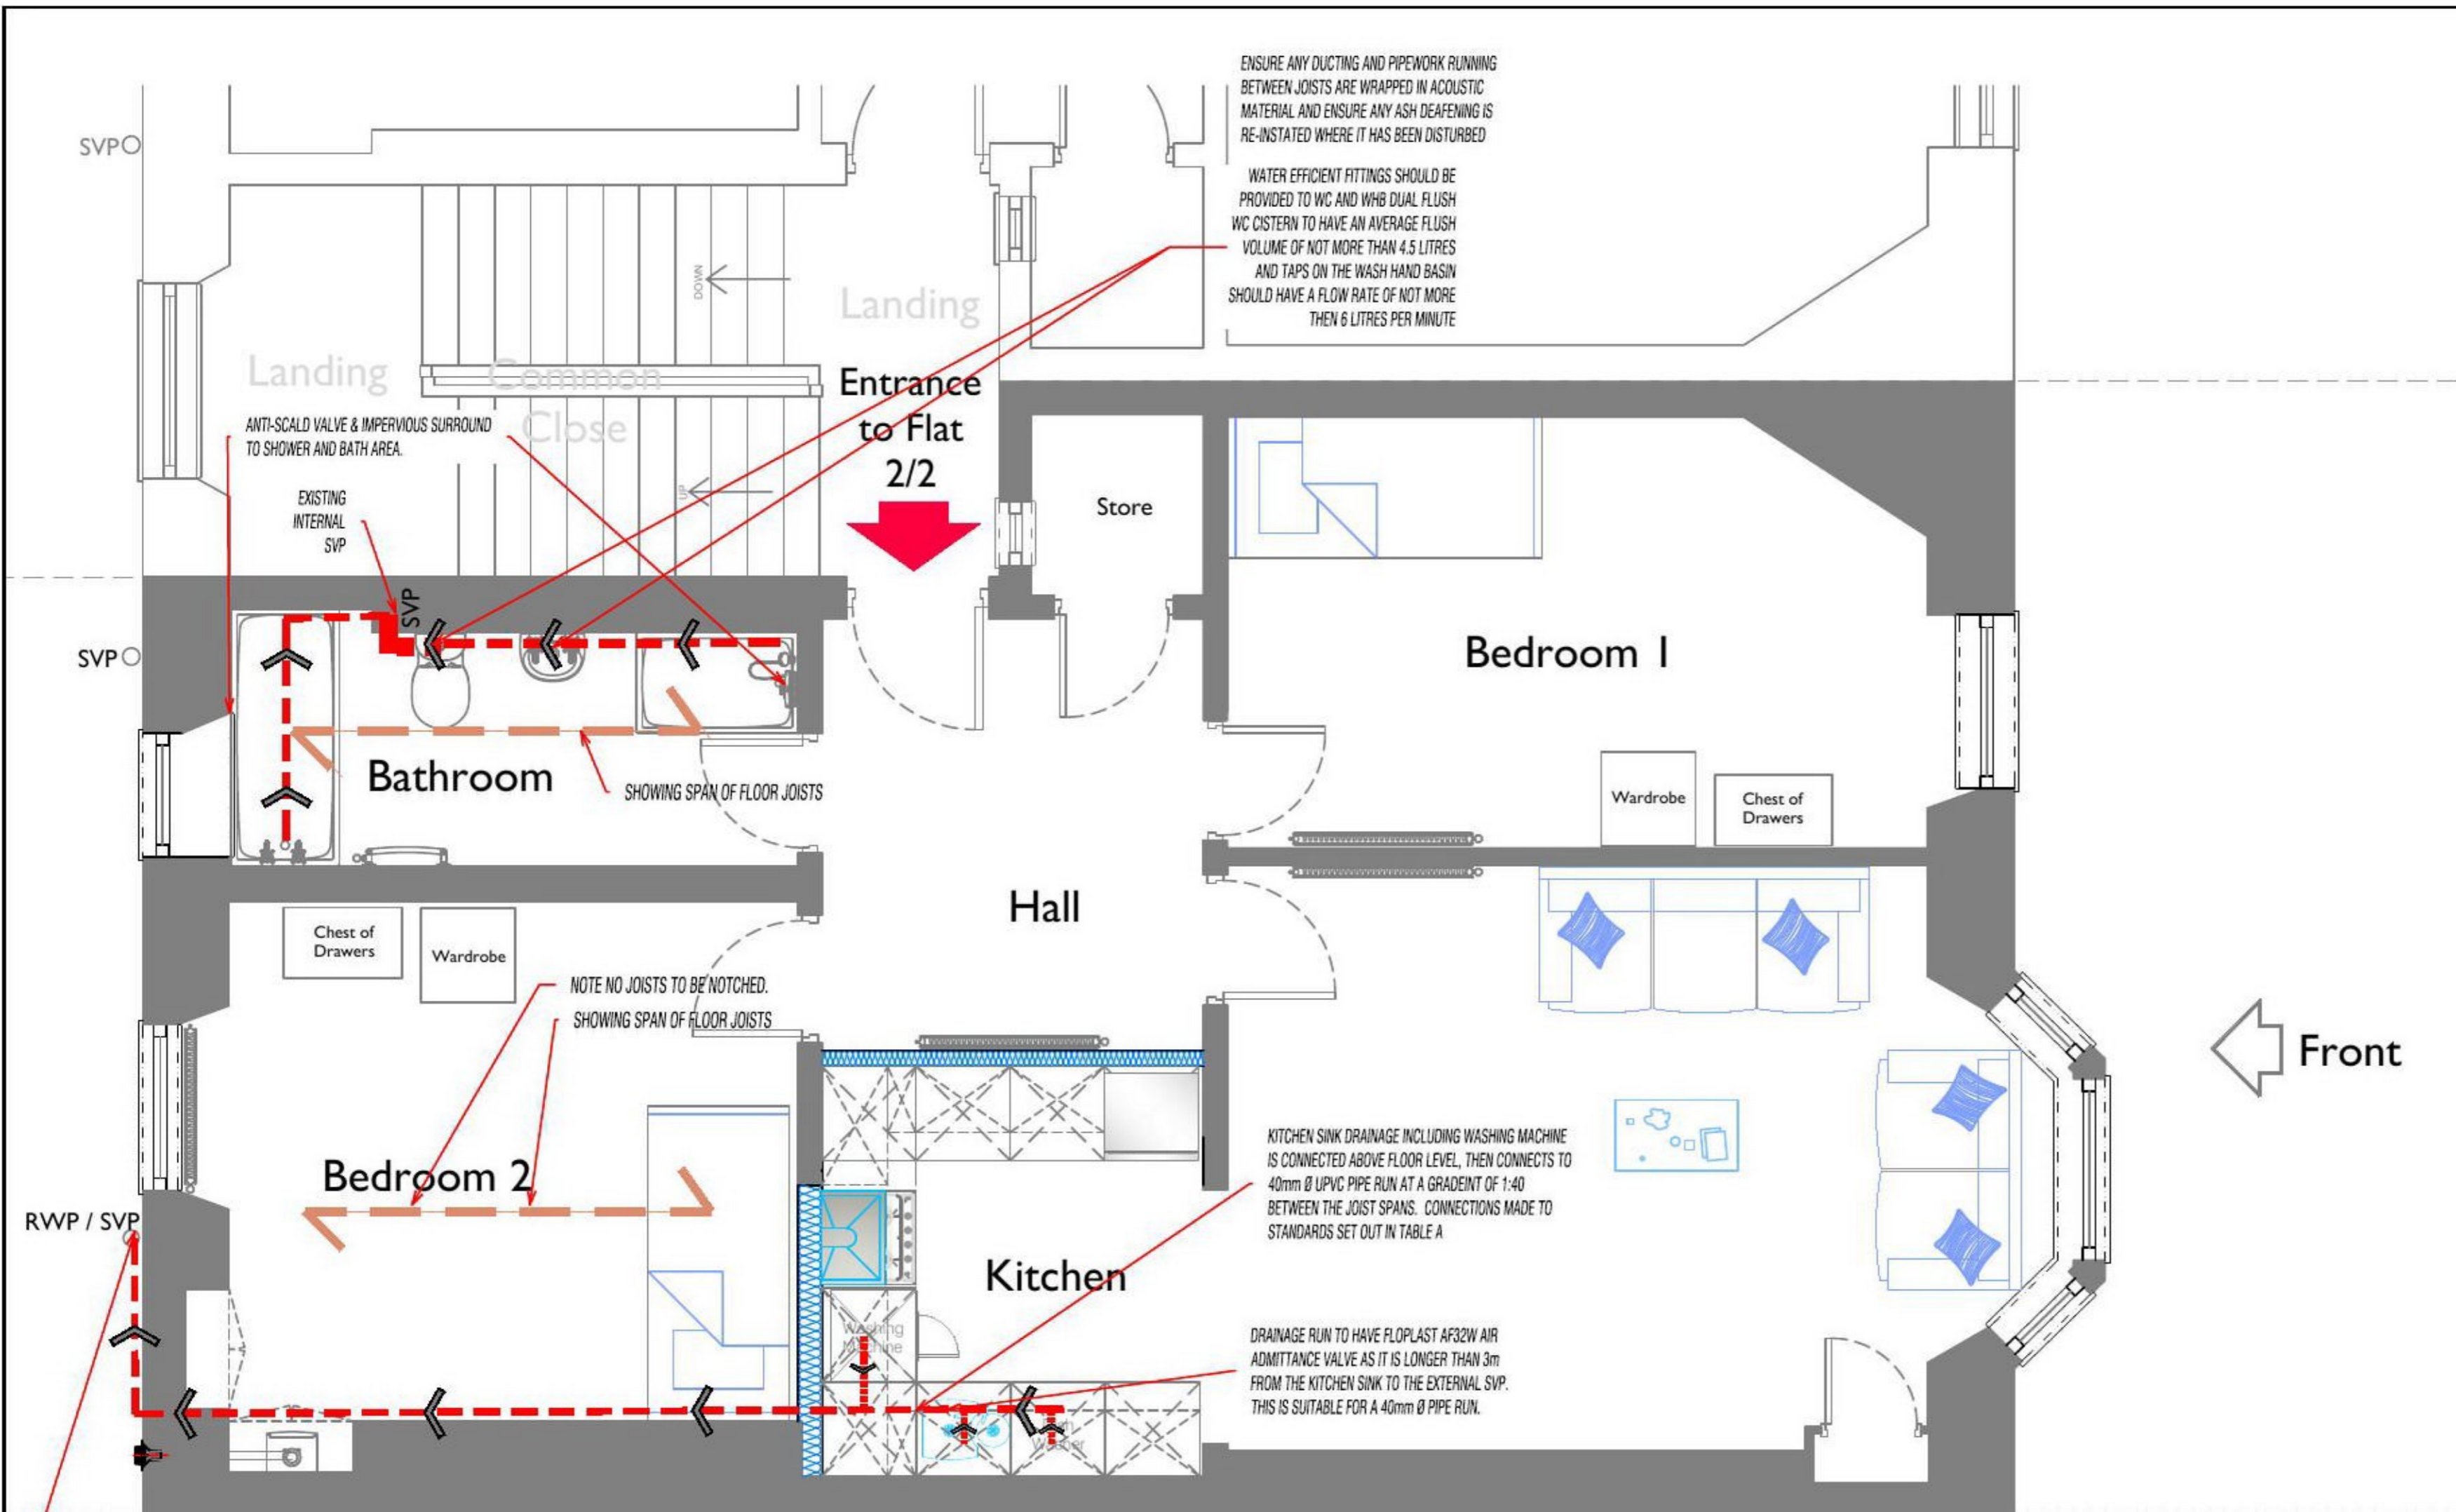 ENSURE ANY DUCTING AND PIPEWORK RUNNING
BETWEEN JOISTS ARE WRAPPED IN ACOUSTIC
MATERIAL AND ENSURE ANY ASH DEAFENING IS
RE-INSTATED WHERE IT HAS BEEN DISTURBED
SVP
WATER EFFICIENT FITTINGS SHOULD BE
PROVIDED TO WC AND WHB DUAL FLUSH
WC CISTERN TO HAVE AN AVERAGE FLUSH
VOLUME OF NOT MORE THAN 4.5 LITRES
AND TAPS ON THE WASH HAND BASIN
SHOULD HAVE A FLOW RATE OF NOT MORE
THEN 6 LITRES PER MINUTE
DOWN
Landing
Landing
Common
Close
Entrance
to Flat
2/2
ANTI-SCALD VALVE & IMPERVIOUS SURROUND
TO SHOWER AND BATH AREA.
UP
EXISTING
INTERNAL
SVP
Store
SVP
SVP
Bedroom 1
Bathroom
SHOWING SPAN OF FLOOR JOISTS
Wardrobe
Chest of
Drawers
Hall
Chest of
Drawers
Wardrobe
NOTE NO JOISTS TO BE NOTCHED.
SHOWING SPAN OF FLOOR JOISTS
Front
Bedroom 2
KITCHEN SINK DRAINAGE INCLUDING WASHING MACHINE
IS CONNECTED ABOVE FLOOR LEVEL, THEN CONNECTS TO
40mm Ø UPVC PIPE RUN AT A GRADEINT OF 1:40
BETWEEN THE JOIST SPANS. CONNECTIONS MADE TO
STANDARDS SET OUT IN TABLE A
RWP / SVP
Kitchen
Washing
Machine
DRAINAGE RUN TO HAVE FLOPLAST AF32W AIR
ADMITTANCE VALVE AS IT IS LONGER THAN 3m
FROM THE KITCHEN SINK TO THE EXTERNAL SVP.
THIS IS SUITABLE FOR A 40mm Ø PIPE RUN.